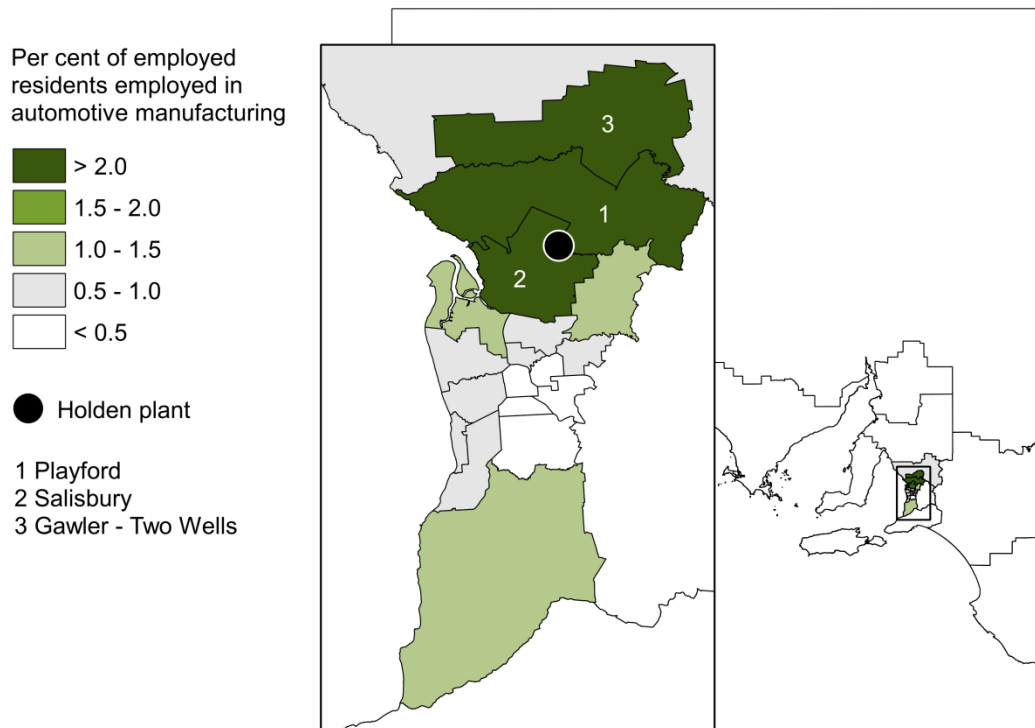 Per cent of employed
residents employed in
automotive manufacturing
> 2.0
1.5 - 2.0
1.0 - 1.5
0.5 - 1.0
< 0.5
Holden plant
1 Playford
2 Salisbury
3 Gawler - Two Wells
3
1
2